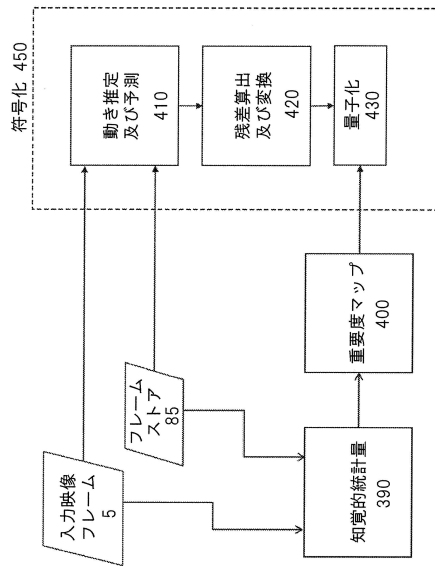 符号化 450
入力映像
フレーム
5
フレーム
ストア
85
動き推定
及び予測
410
残差算出
及び変換
420
量子化
430
知覚的統計量
390
重要度マップ
400